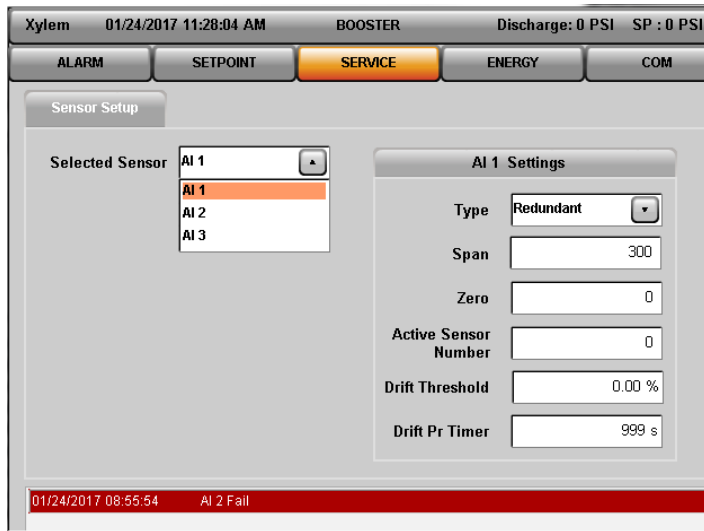 Xylem 01/24/2017 11:28:04 AM BOOSTER Discharge: 0 PSI SP : 0 PSI
ALARM SETPOINT SERVICE ENERGY COM
Sensor Setup
Selected Sensor AI 1
AI 1
AI 2
AI 3
AI 1 Settings
Type Redundant
Span 300
Zero 0
Active Sensor
Number 0
Drift Threshold 0.00 %
Drift Pr Timer 999 s
01/24/2017 08:55:54 AI 2 Fail